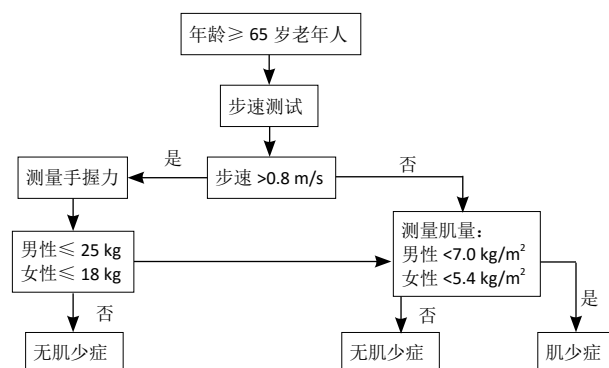 年龄≥ 65 岁老年人
步速测试
是
否
测量手握力
步速 >0.8 m/s
测量肌量：
男性≤ 25 kg
女性≤ 18 kg
男性 <7.0 kg/m²
女性 <5.4 kg/m²
否
否
是
无肌少症
无肌少症
肌少症